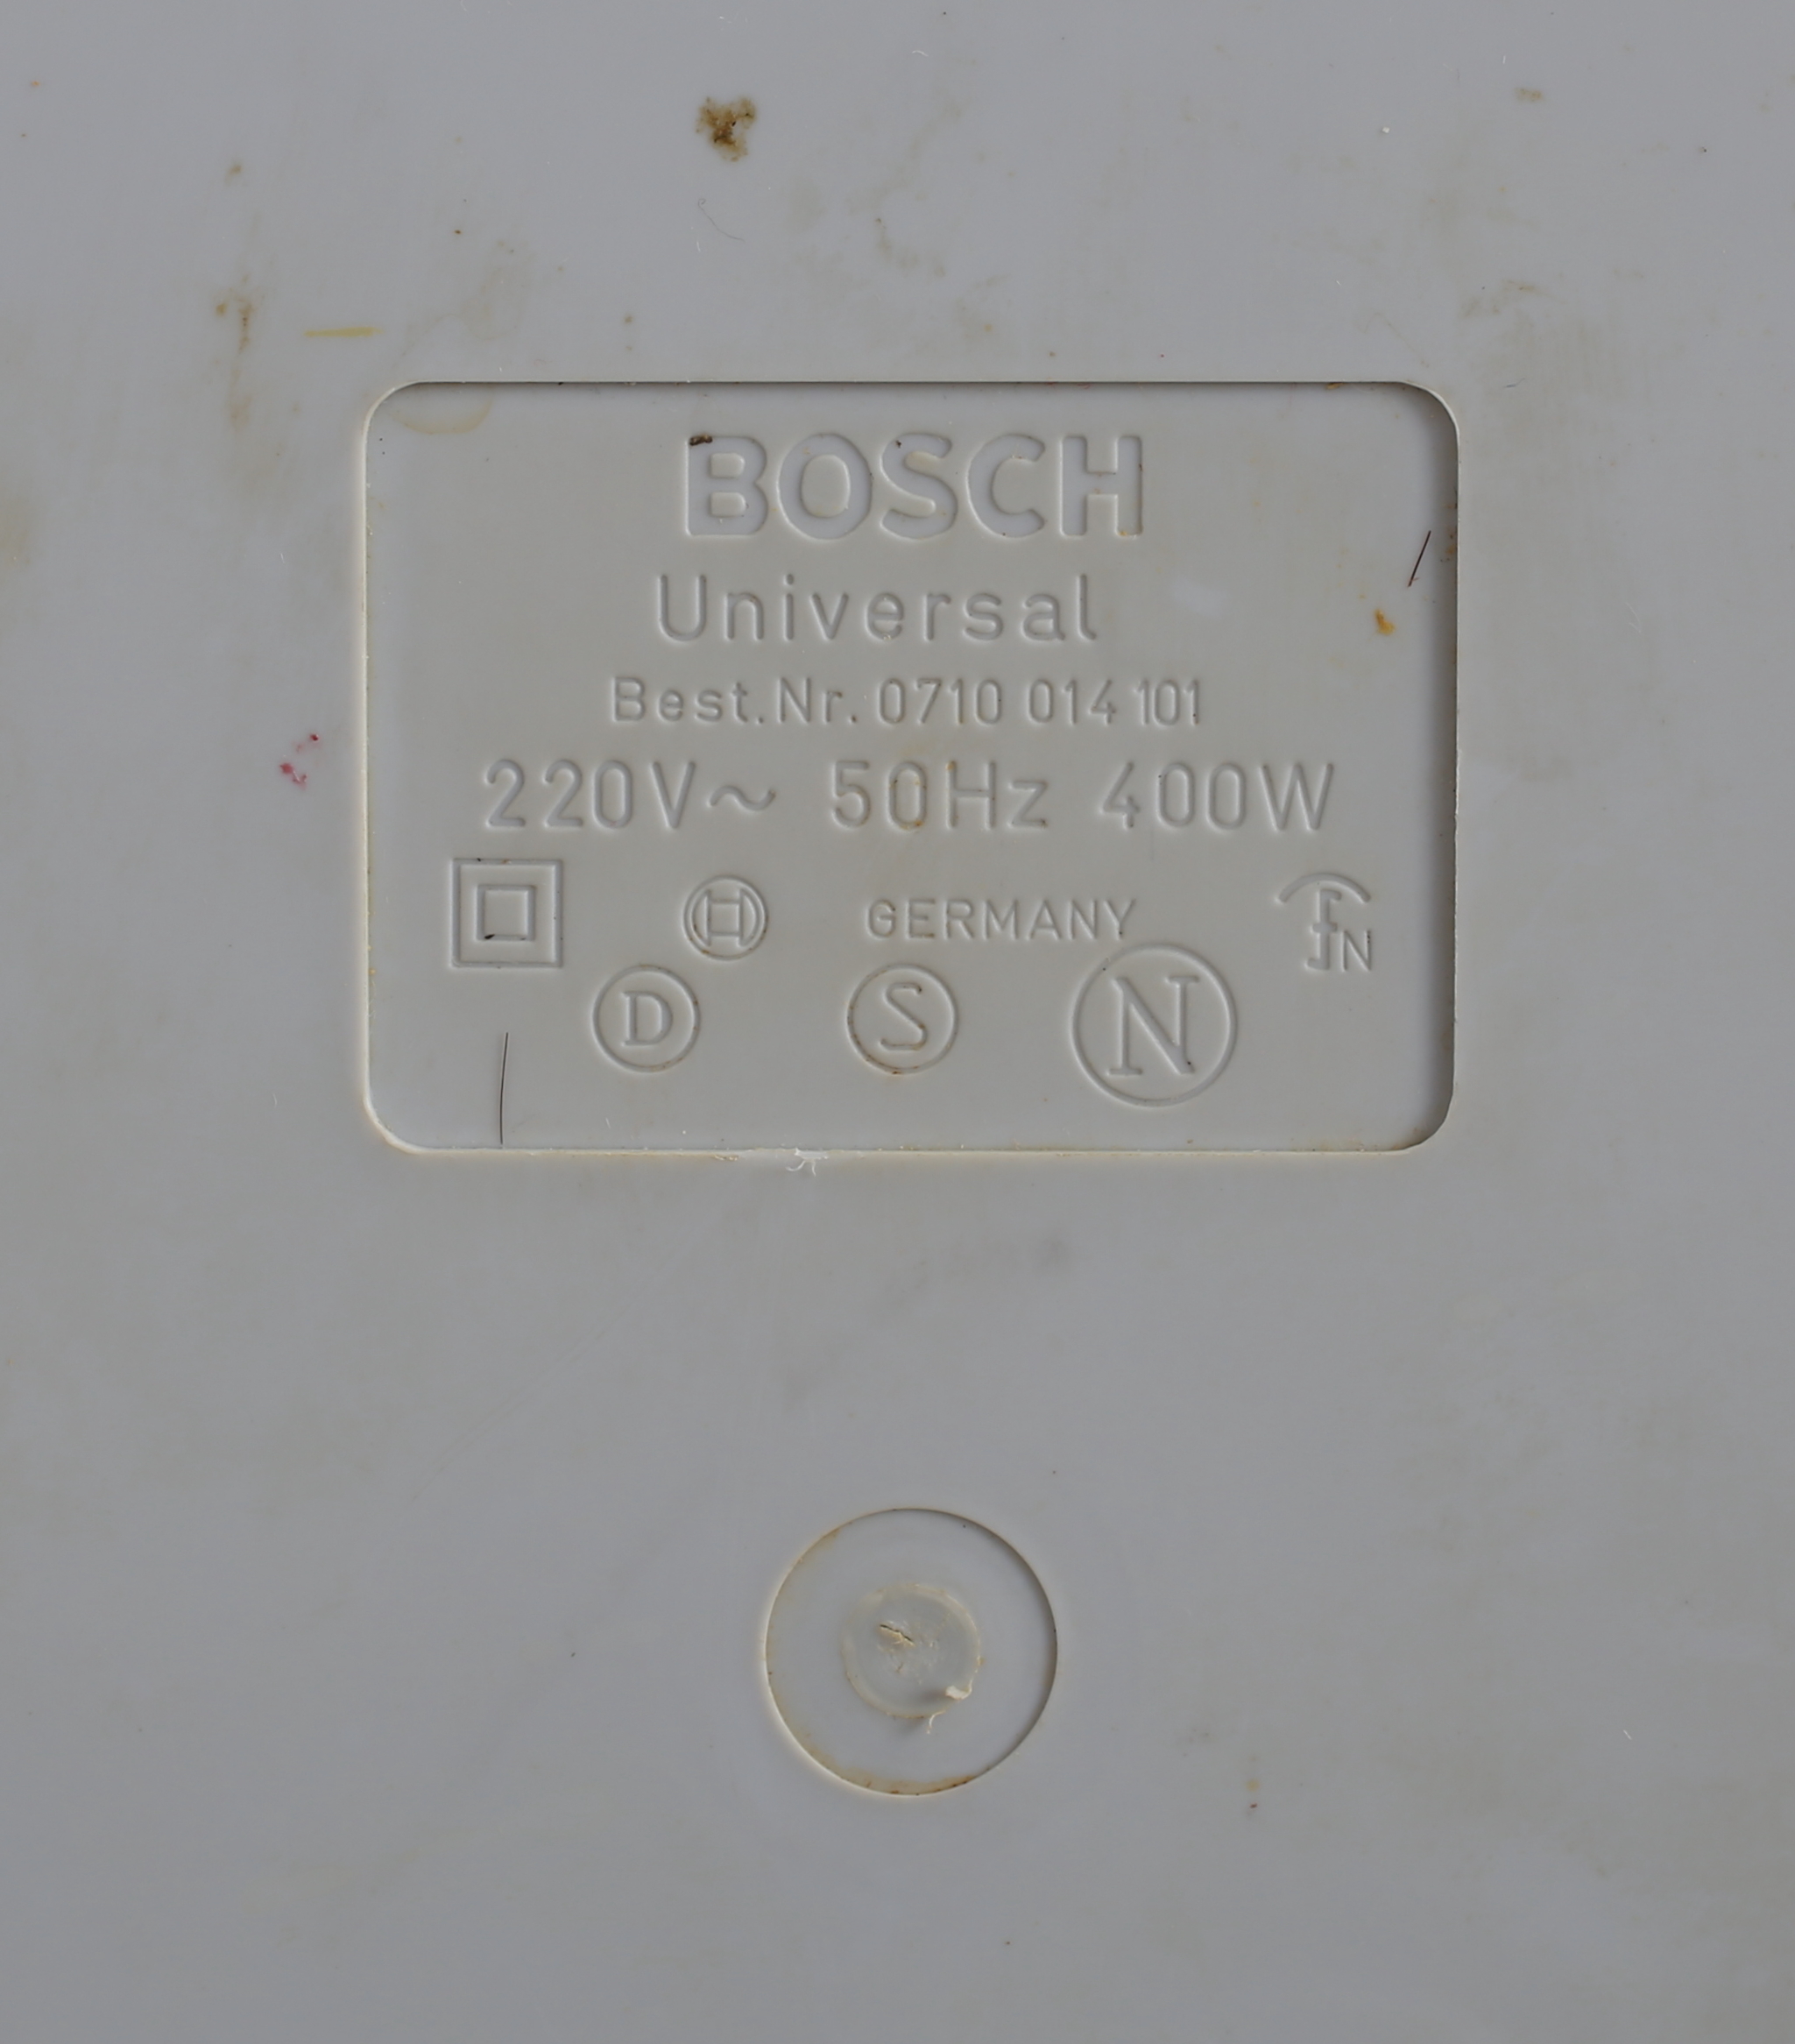 BOSCH
Universal
Best.Nr. 0710 014 101
220V~ 50Hz 400W
GERMANY
D S N